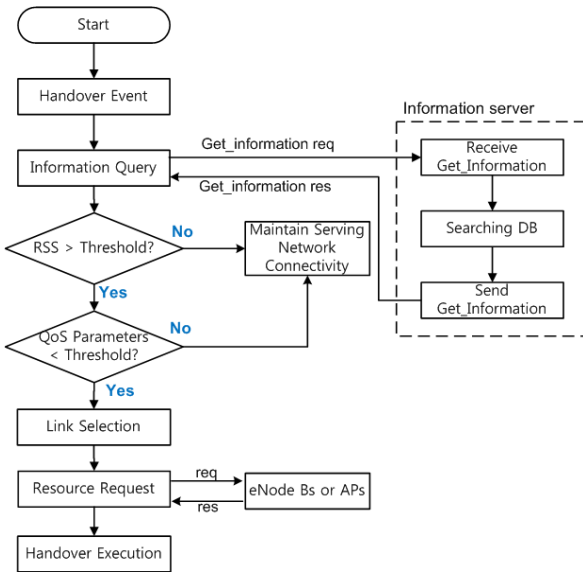 Start
Handover Event
Information server
Get_information req
Receive
Get_Information
Information Query
Get_information res
Searching DB
RSS > Threshold?
No
Maintain Serving
Network
Connectivity
Yes
Send
Get_Information
QoS Parameters
< Threshold?
No
Yes
Link Selection
req
Resource Request
eNode Bs or APs
res
Handover Execution